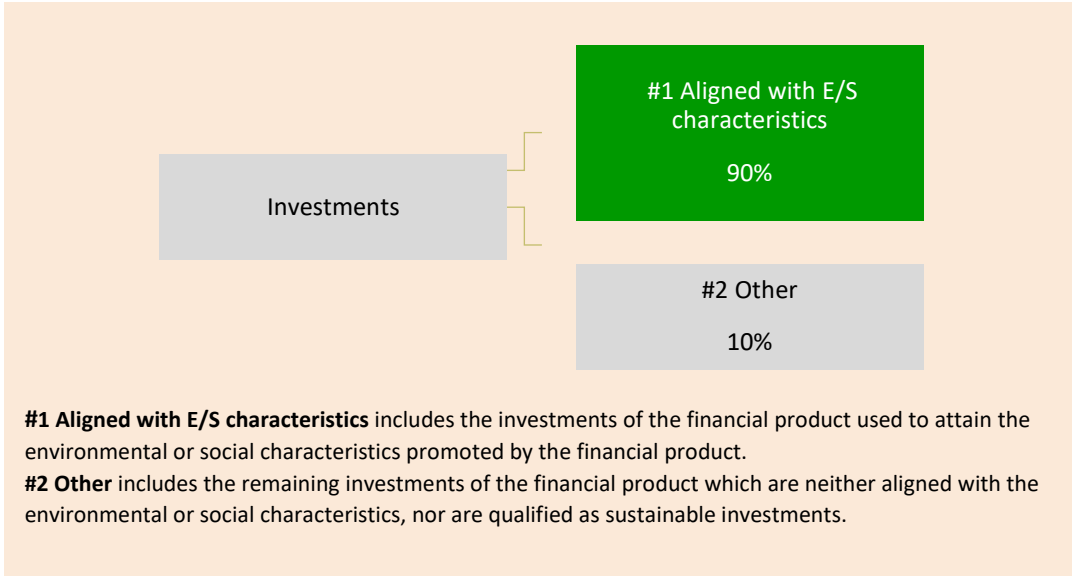 #1 Aligned with E/S
characteristics
90%
Investments
#2 Other
10%
#1 Aligned with E/S characteristics includes the investments of the financial product used to attain the
environmental or social characteristics promoted by the financial product.
#2 Other includes the remaining investments of the financial product which are neither aligned with the
environmental or social characteristics, nor are qualified as sustainable investments.